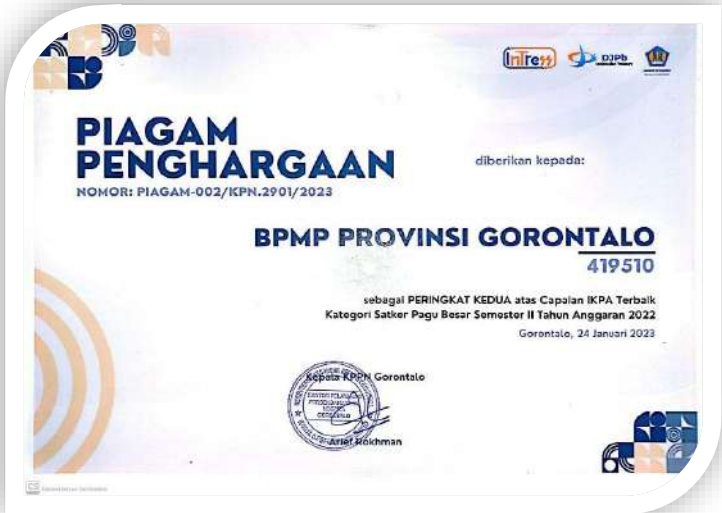 InTress
DJPb
PIAGAM
PENGHARGAAN
NOMOR: PIAGAM-002/KPN.2901/2023
diberikan kepada:
BPMP PROVINSI GORONTALO
419510
sebagai PERINGKAT KEDUA atas Capaian IKPA Terbaik
Kategori Satker Pagu Besar Semester II Tahun Anggaran 2022
Gorontalo, 24 Januari 2023
Kepala KPPN Gorontalo
Arief Rokhman
CS